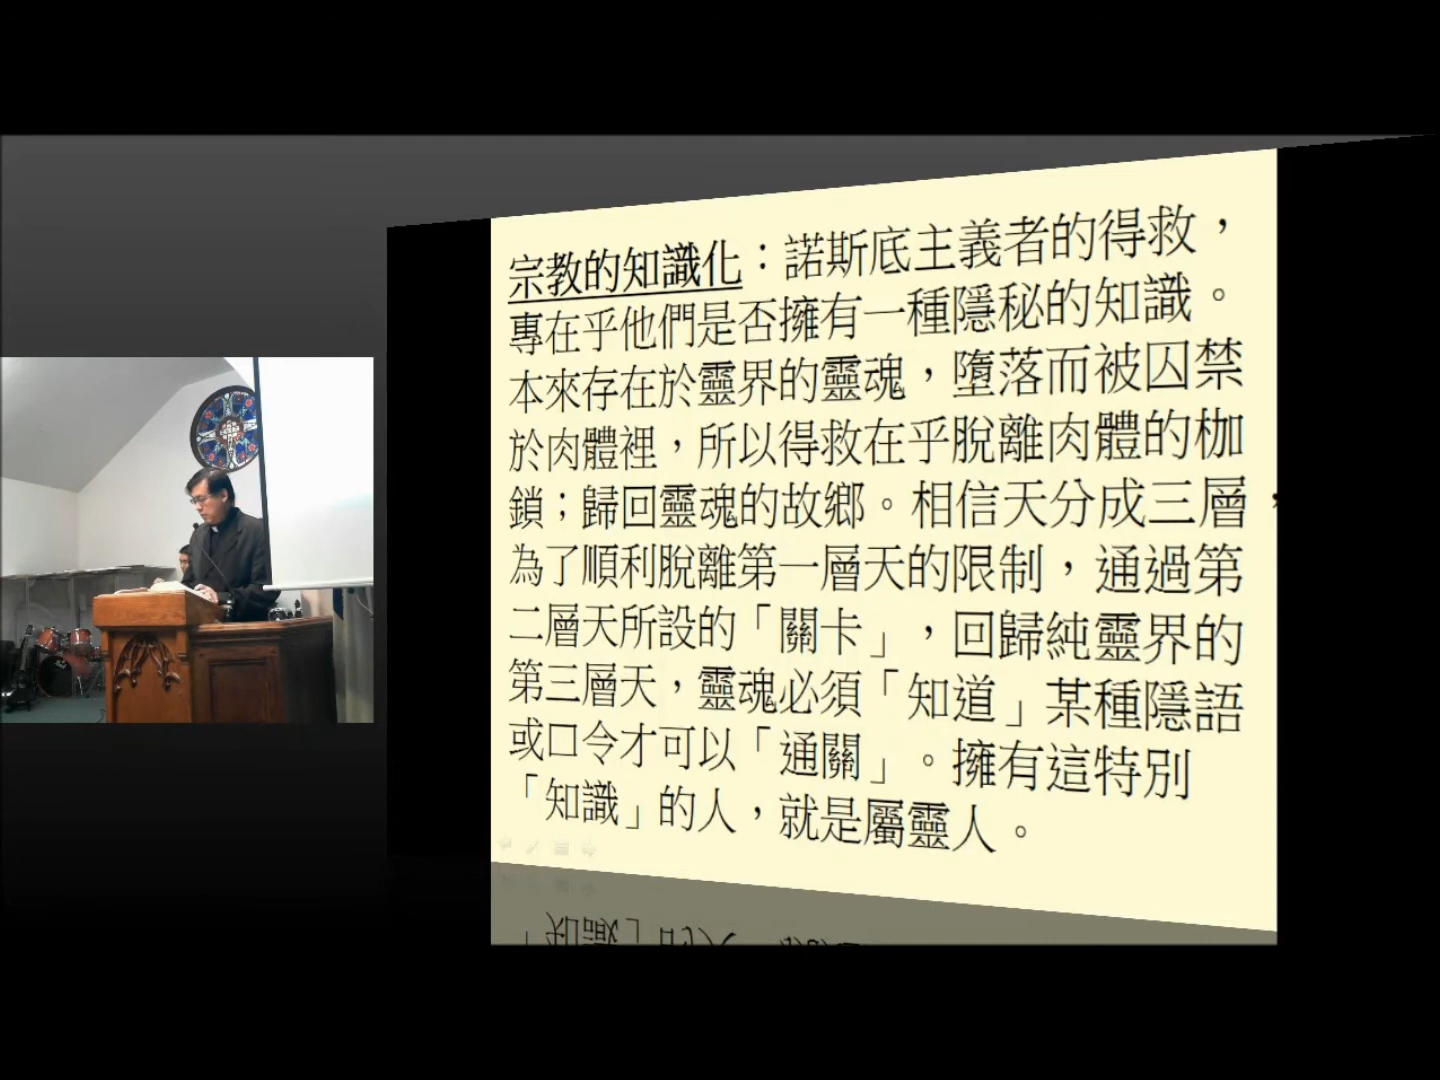 宗教的知識化：諾斯底主義者的得救，
專在乎他們是否擁有一種隱秘的知識。
本來存在於靈界的靈魂，墮落而被囚禁
於肉體裡，所以得救在乎脫離肉體的枷
鎖；歸回靈魂的故鄉。相信天分成三層，
為了順利脫離第一層天的限制，通過第
二層天所設的「關卡」，回歸純靈界的
第三層天，靈魂必須「知道」某種隱語
或口令才可以「通關」。擁有這特別
「知識」的人，就是屬靈人。